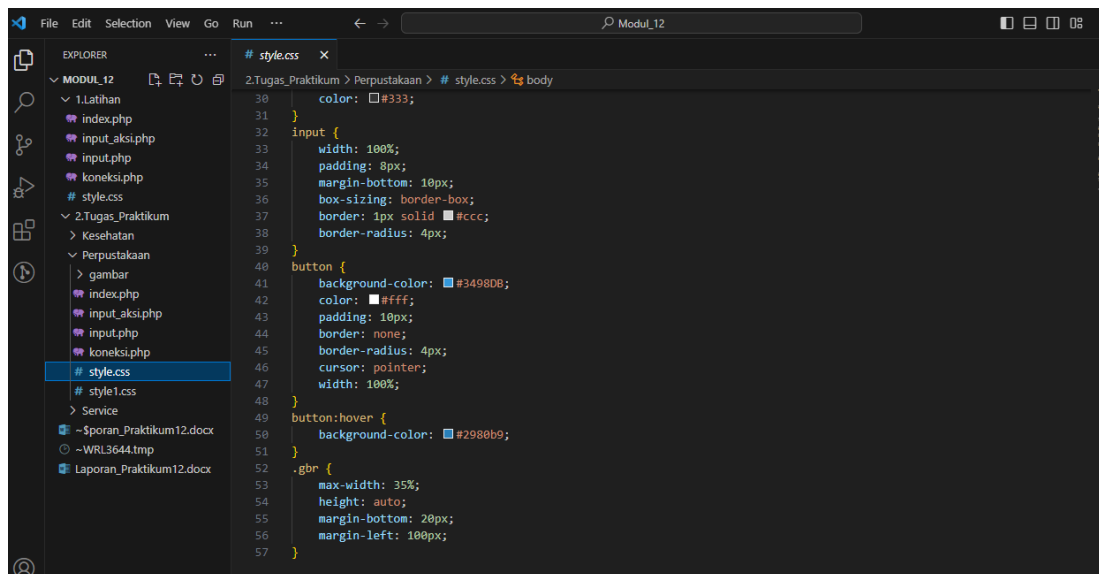 File Edit Selection View Go Run ··· ← → Modul_12
EXPLORER ···
MODUL_12
1.Latihan
index.php
input_aksi.php
input.php
koneksi.php
# style.css
2.Tugas_Praktikum
> Kesehatan
Perpustakaan
> gambar
index.php
input_aksi.php
input.php
koneksi.php
# style.css
# style1.css
> Service
~$poran_Praktikum12.docx
~WRL3644.tmp
Laporan_Praktikum12.docx
# style.css ×
2.Tugas_Praktikum > Perpustakaan > # style.css > body
30 color: #333;
31 }
32 input {
33 width: 100%;
34 padding: 8px;
35 margin-bottom: 10px;
36 box-sizing: border-box;
37 border: 1px solid #ccc;
38 border-radius: 4px;
39 }
40 button {
41 background-color: #3498DB;
42 color: #fff;
43 padding: 10px;
44 border: none;
45 border-radius: 4px;
46 cursor: pointer;
47 width: 100%;
48 }
49 button:hover {
50 background-color: #2980b9;
51 }
52 .gbr {
53 max-width: 35%;
54 height: auto;
55 margin-bottom: 20px;
56 margin-left: 100px;
57 }